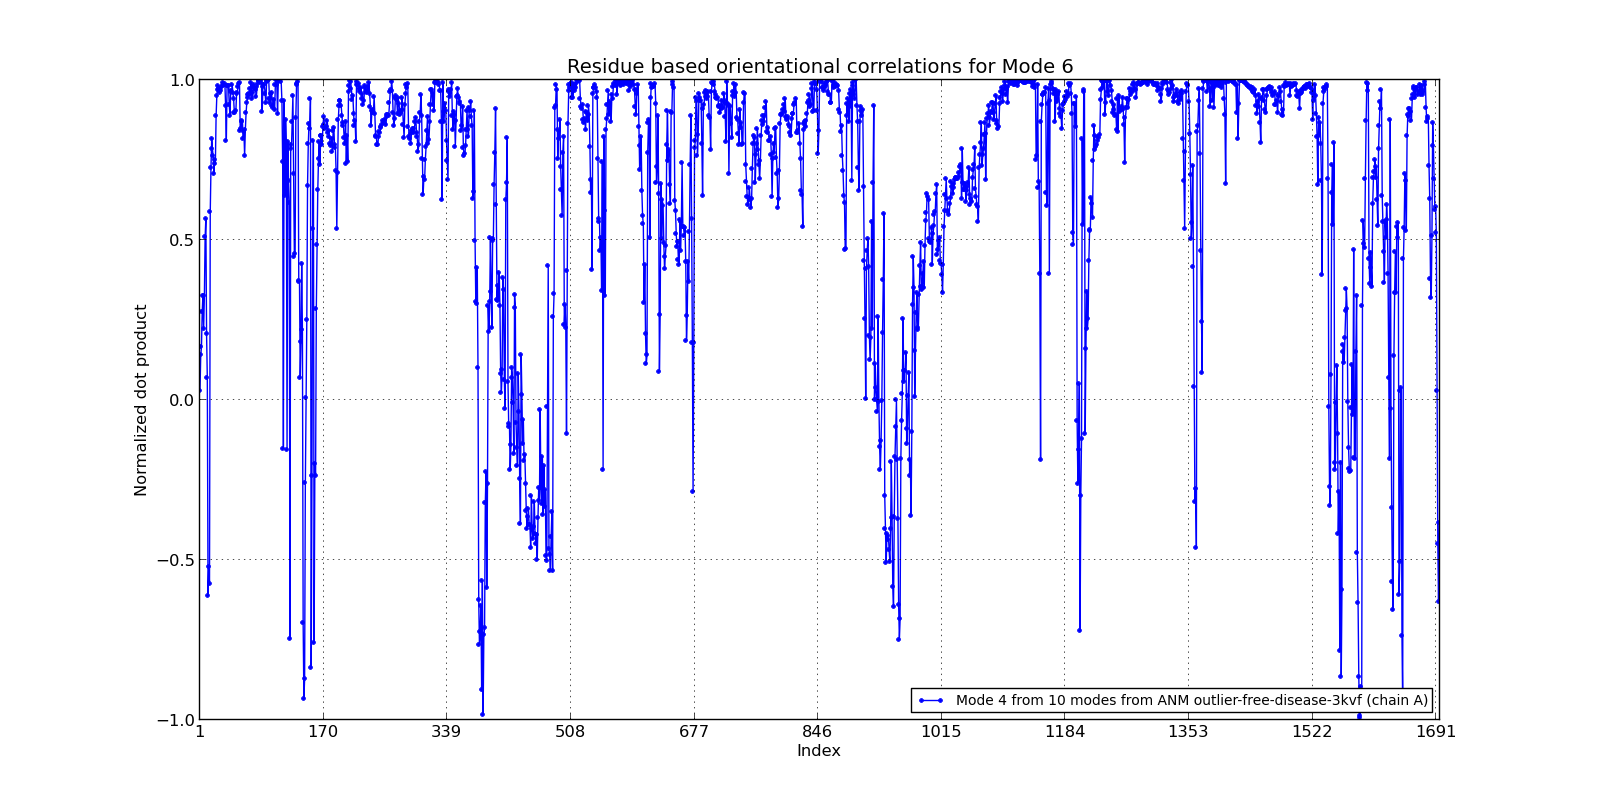 Residue based orientational correlations for Mode 6
1.0
0.5
0.0
−0.5
−1.0
Normalized dot product
Mode 4 from 10 modes from ANM outlier-free-disease-3kvf (chain A)
1 170 339 508 677 846 1015 1184 1353 1522 1691
Index